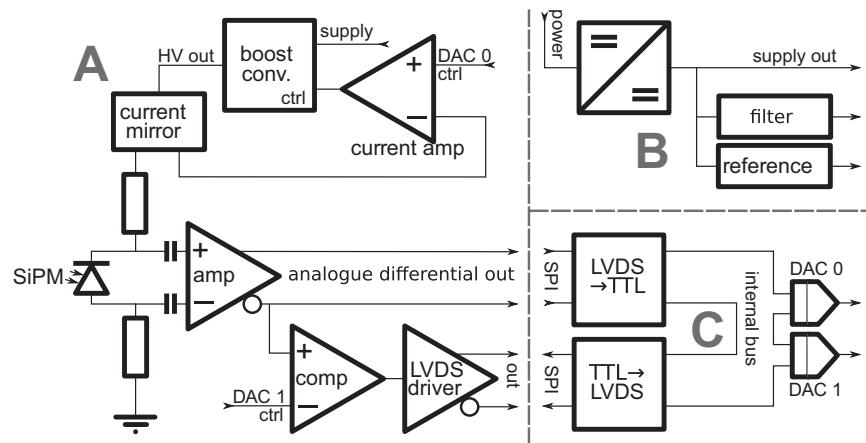 A
HV out
boost
conv.
ctrl
supply
DAC 0
ctrl
+
−
current amp
current
mirror
SiPM
+
amp
−
analogue differential out
+
comp
−
DAC 1
ctrl
LVDS
driver
out
power
=
=
supply out
filter
reference
B
SPI
LVDS
→TTL
SPI
TTL→
LVDS
C
internal bus
DAC 0
DAC 1